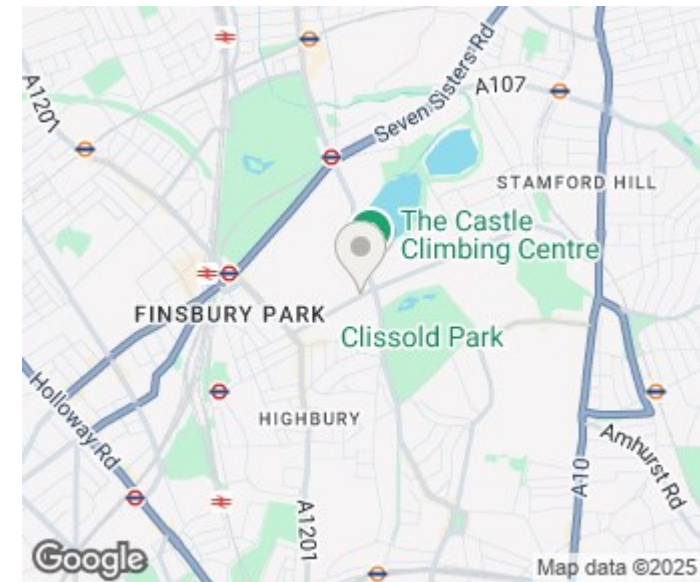 A1201
Seven Sisters Rd
A107
STAMFORD HILL
The Castle
Climbing Centre
FINSBURY PARK
Clissold Park
Holloway Rd
HIGHBURY
Amhurst Rd
A10
A1201
Google
Map data ©2025